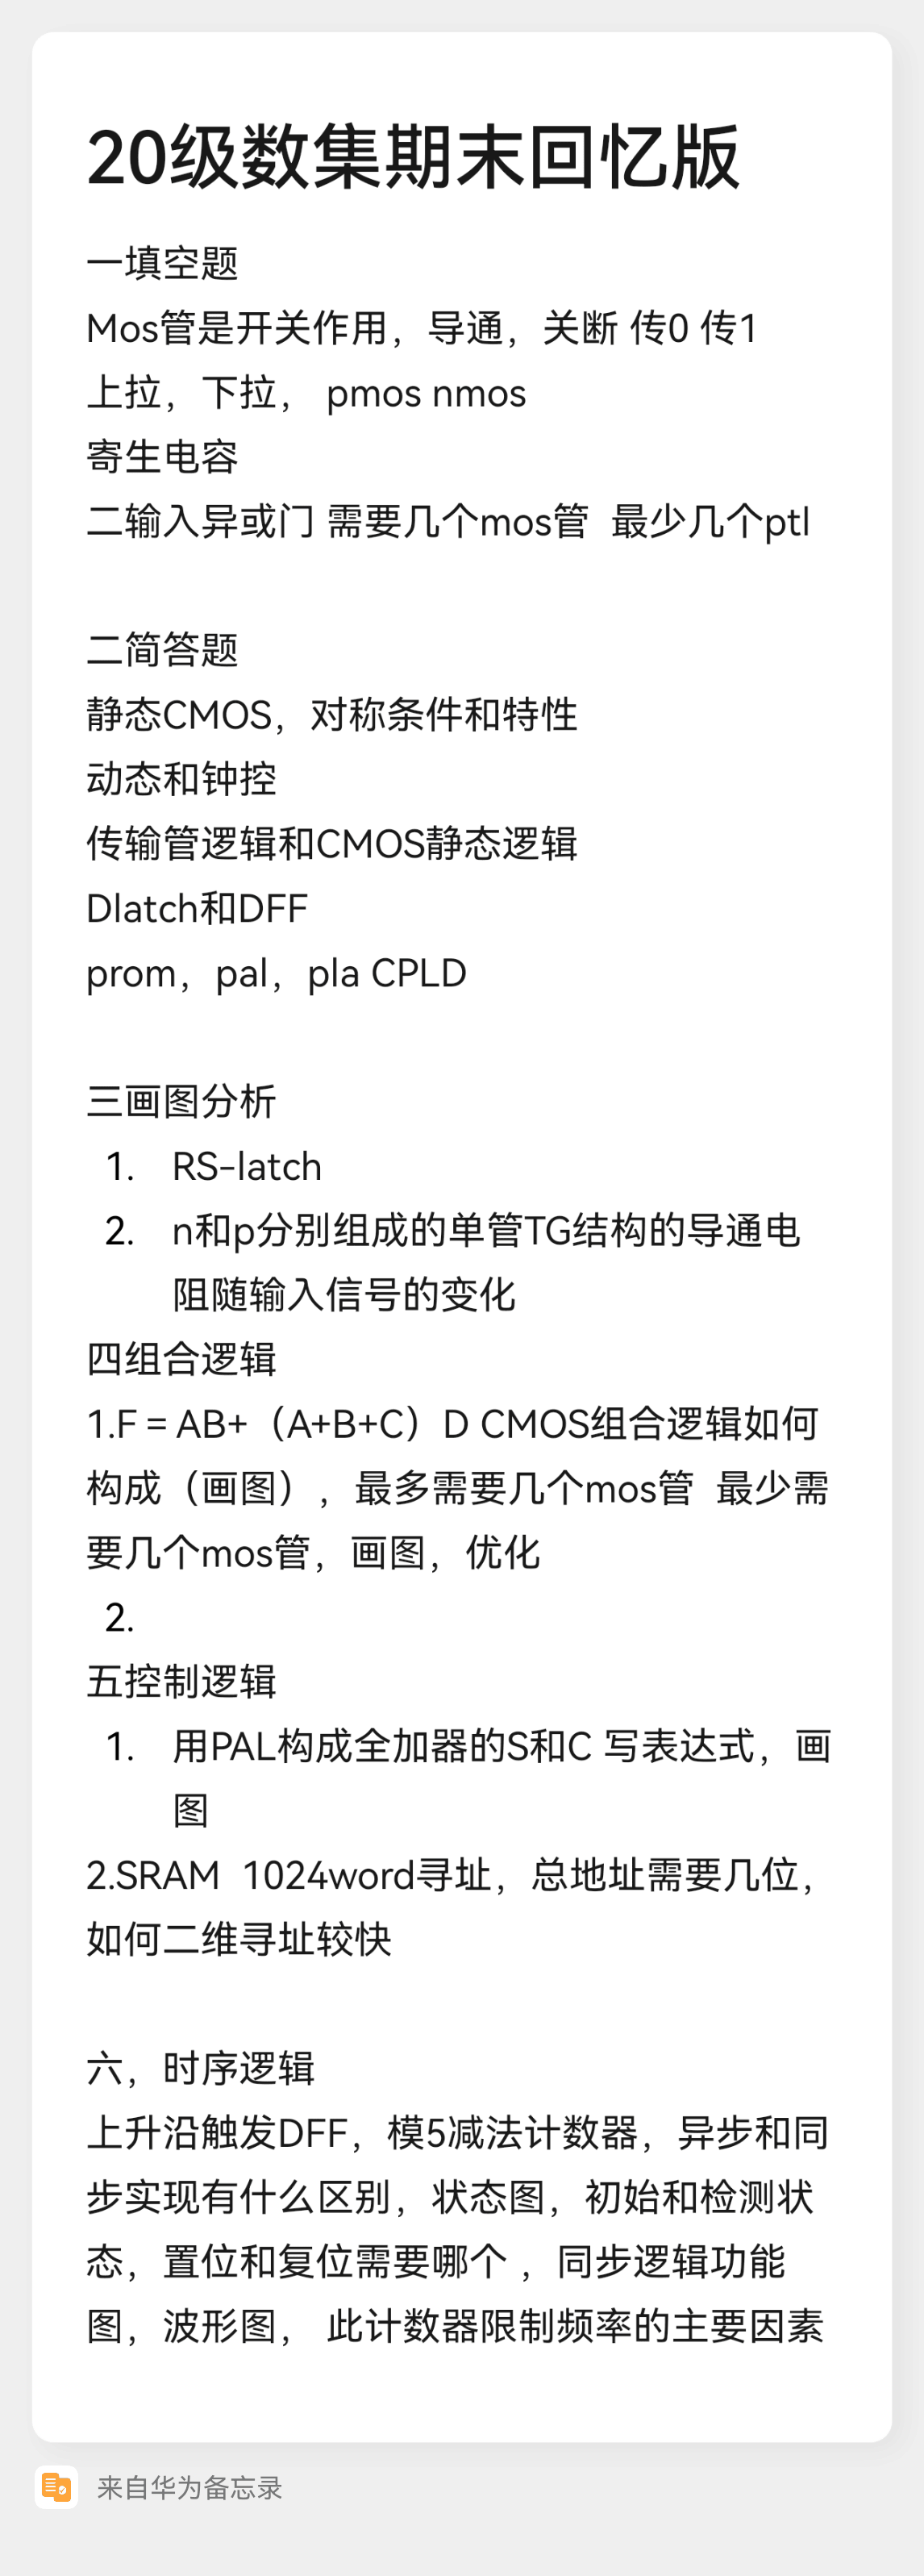 20级数集期末回忆版
一填空题
Mos管是开关作用，导通，关断 传0 传1
上拉，下拉， pmos nmos
寄生电容
二输入异或门 需要几个mos管  最少几个ptl
二简答题
静态CMOS，对称条件和特性
动态和钟控
传输管逻辑和CMOS静态逻辑
Dlatch和DFF
prom，pal，pla CPLD
三画图分析
1. RS-latch
2. n和p分别组成的单管TG结构的导通电
阻随输入信号的变化
四组合逻辑
1.F = AB+（A+B+C）D CMOS组合逻辑如何
构成（画图），最多需要几个mos管  最少需
要几个mos管，画图，优化
2.
五控制逻辑
1. 用PAL构成全加器的S和C 写表达式，画
图
2.SRAM  1024word寻址，总地址需要几位，
如何二维寻址较快
六，时序逻辑
上升沿触发DFF，模5减法计数器，异步和同
步实现有什么区别，状态图，初始和检测状
态，置位和复位需要哪个 ，同步逻辑功能
图，波形图， 此计数器限制频率的主要因素
来自华为备忘录